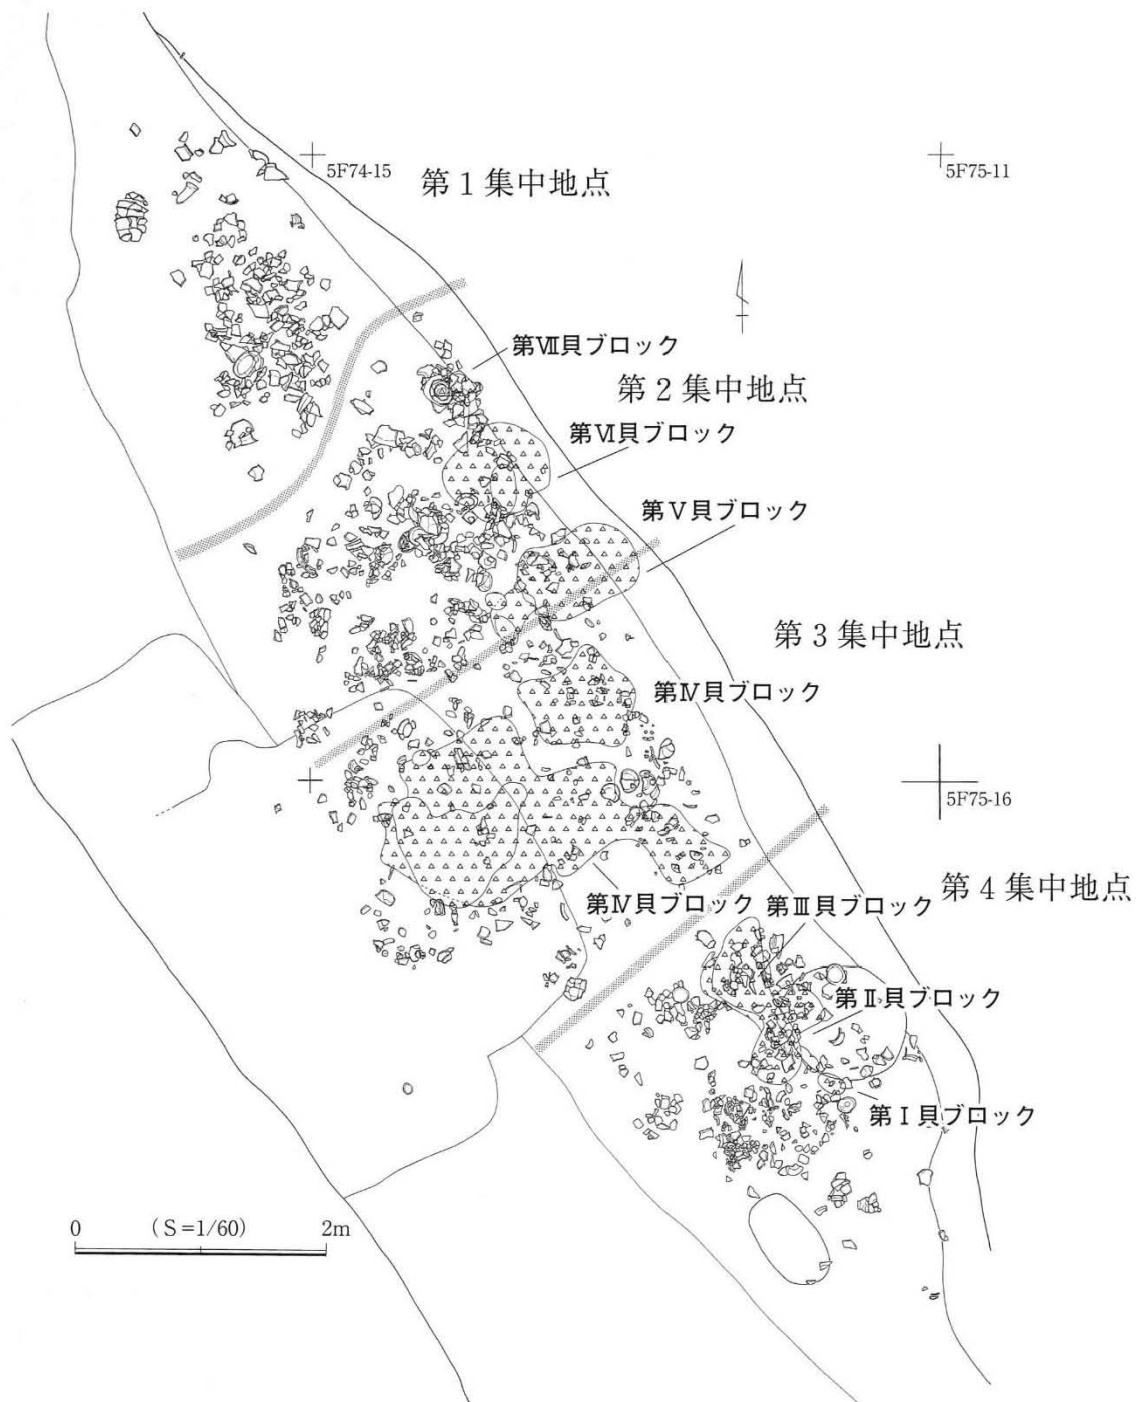 5F74-15
5F75-11
第1集中地点
第Ⅶ貝ブロック
第2集中地点
第Ⅵ貝ブロック
第Ⅴ貝ブロック
第3集中地点
第Ⅳ貝ブロック
5F75-16
第4集中地点
第Ⅳ貝ブロック 第Ⅲ貝ブロック
第Ⅱ貝ブロック
第Ⅰ貝ブロック
0 (S=1/60) 2m